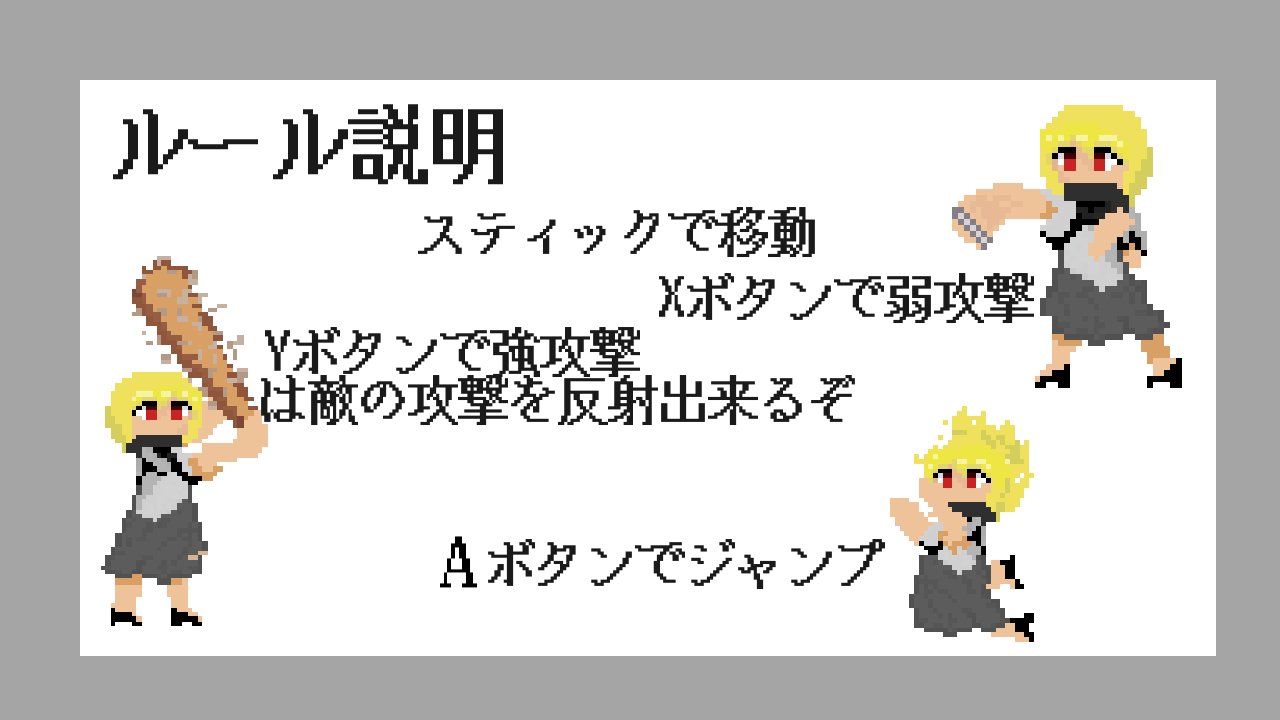 ルール説明
スティックで移動
Xボタンで弱攻撃
Yボタンで強攻撃
は敵の攻撃を反射出来るぞ
Aボタンでジャンプ